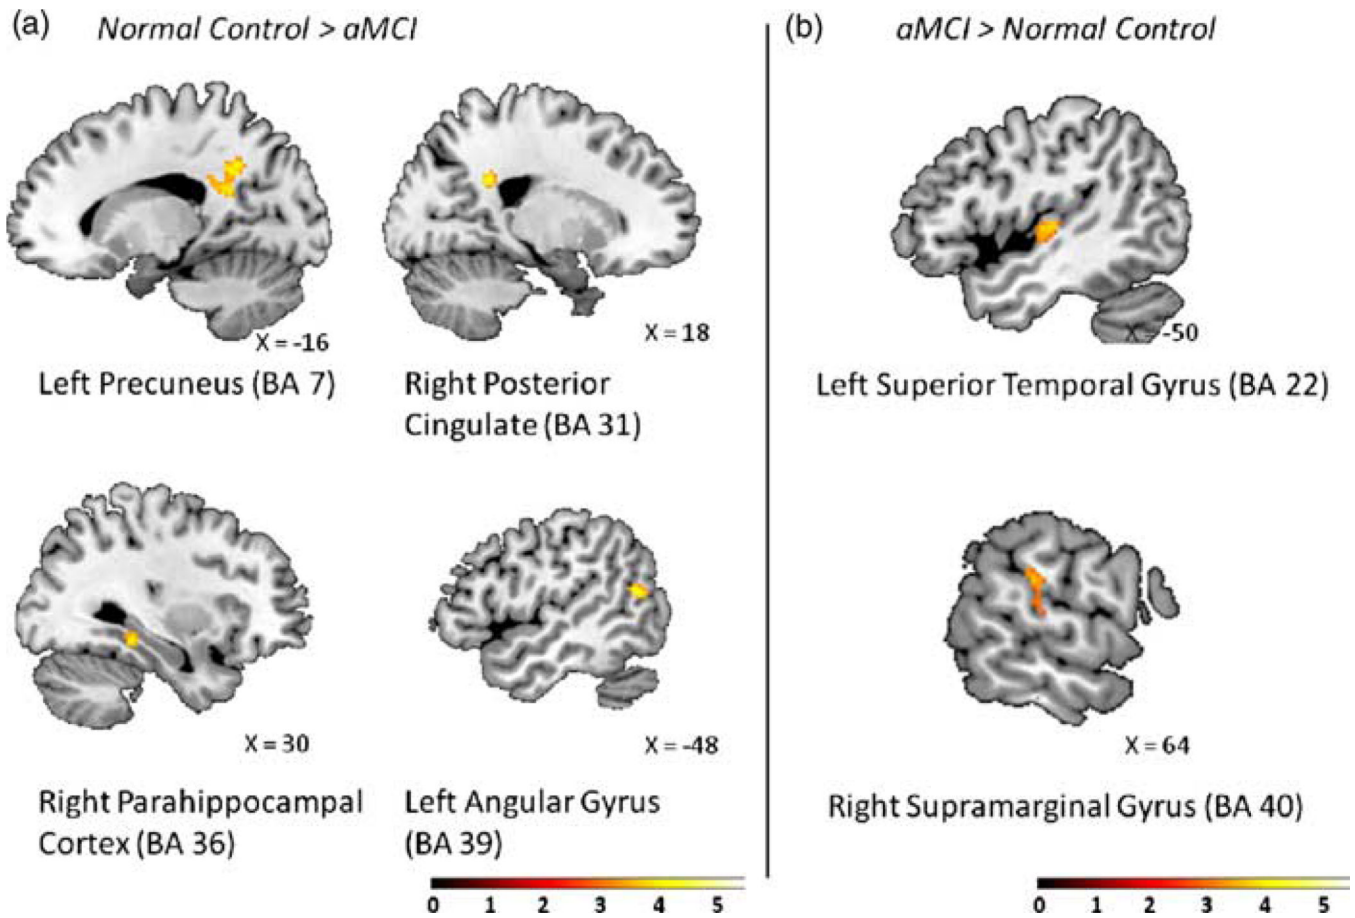 (a) Normal Control > aMCI
(b) aMCI > Normal Control
X = -16
X = 18
X = -50
Left Precuneus (BA 7)
Right Posterior
Cingulate (BA 31)
Left Superior Temporal Gyrus (BA 22)
X = 30
X = -48
X = 64
Right Parahippocampal
Cortex (BA 36)
Left Angular Gyrus
(BA 39)
Right Supramarginal Gyrus (BA 40)
0 1 2 3 4 5
0 1 2 3 4 5